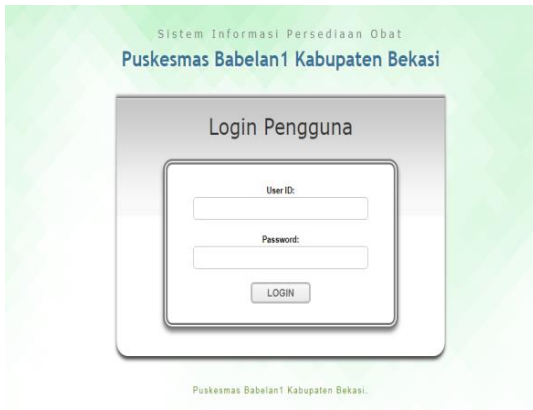 Sistem Informasi Persediaan Obat
Puskesmas Babelan1 Kabupaten Bekasi
Login Pengguna
User ID:
Password:
LOGIN
Puskesmas Babelan1 Kabupaten Bekasi.